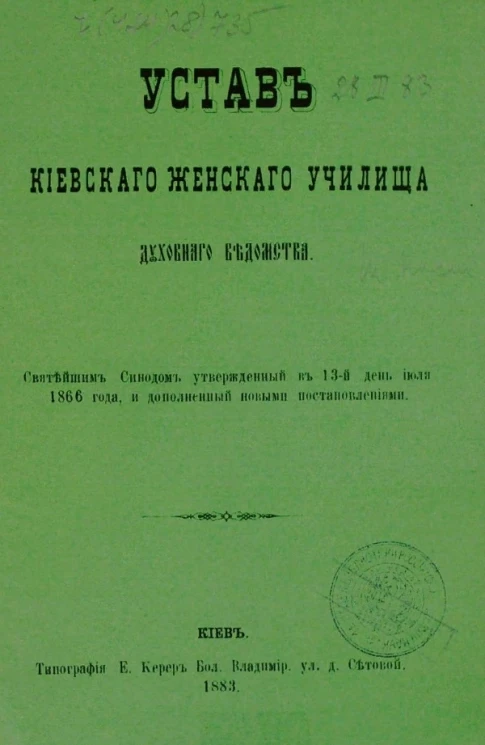 УСТАВЪ
КІЕВСКАГО ЖЕНСКАГО УЧИЛИЩА
ДУХОВНАГО ВѢДОМСТВА.
Святѣйшимъ Синодомъ утвержденный въ 13-й день іюля
1866 года, и дополненный новыми постановленіями.
КІЕВЪ.
Типографія Е. Кереръ Бол. Владимір. ул. д. Сѣтовой.
1883.